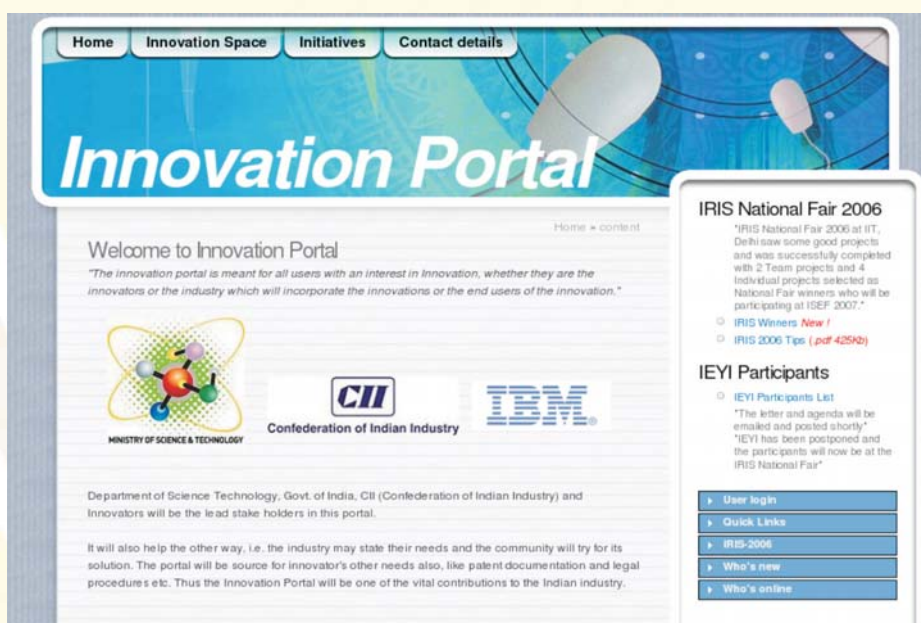 Home Innovation Space Initiatives Contact details
Innovation Portal
Home » content
Welcome to Innovation Portal
"The innovation portal is meant for all users with an interest in Innovation, whether they are the
innovators or the industry which will incorporate the innovations or the end users of the innovation."
MINISTRY OF SCIENCE & TECHNOLOGY
CII
Confederation of Indian Industry
IBM®
Department of Science Technology, Govt. of India, CII (Confederation of Indian Industry) and
Innovators will be the lead stake holders in this portal.
It will also help the other way, i.e. the industry may state their needs and the community will try for its
solution. The portal will be source for innovator's other needs also, like patent documentation and legal
procedures etc. Thus the Innovation Portal will be one of the vital contributions to the Indian industry.
IRIS National Fair 2006
"IRIS National Fair 2006 at IIT,
Delhi saw some good projects
and was successfully completed
with 2 Team projects and 4
Individual projects selected as
National Fair winners who will be
participating at ISEF 2007."
IRIS Winners New !
IRIS 2006 Tips (.pdf 425Kb)
IEYI Participants
IEYI Participants List
"The letter and agenda will be
emailed and posted shortly"
"IEYI has been postponed and
the participants will now be at the
IRIS National Fair"
User login
Quick Links
IRIS-2006
Who's new
Who's online